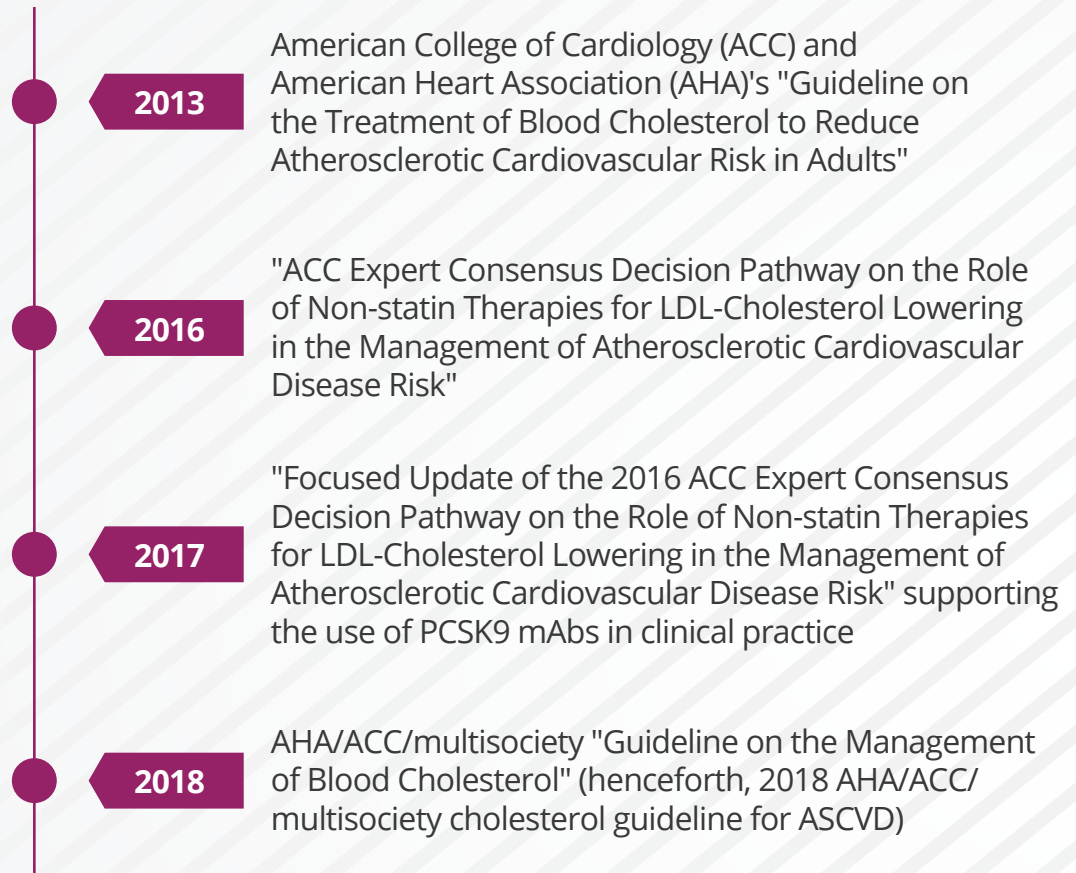 2013
American College of Cardiology (ACC) and
American Heart Association (AHA)'s "Guideline on
the Treatment of Blood Cholesterol to Reduce
Atherosclerotic Cardiovascular Risk in Adults"
2016
"ACC Expert Consensus Decision Pathway on the Role
of Non-statin Therapies for LDL-Cholesterol Lowering
in the Management of Atherosclerotic Cardiovascular
Disease Risk"
2017
"Focused Update of the 2016 ACC Expert Consensus
Decision Pathway on the Role of Non-statin Therapies
for LDL-Cholesterol Lowering in the Management of
Atherosclerotic Cardiovascular Disease Risk" supporting
the use of PCSK9 mAbs in clinical practice
2018
AHA/ACC/multisociety "Guideline on the Management
of Blood Cholesterol" (henceforth, 2018 AHA/ACC/
multisociety cholesterol guideline for ASCVD)